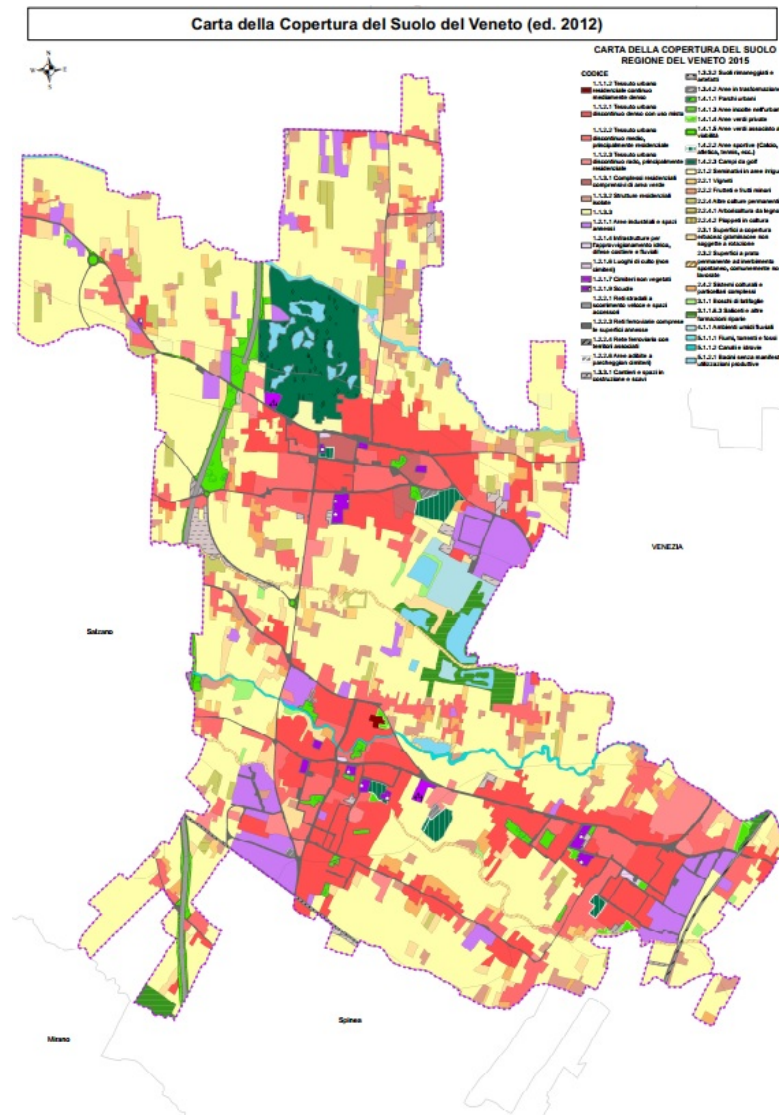 Carta della Copertura del Suolo del Veneto (ed. 2012)
N
W E
S
CARTA DELLA COPERTURA DEL SUOLO
REGIONE DEL VENETO 2015
CODICE
1.1.1.2 Tessuto urbano
residenziale continuo
mediamente denso
1.1.2.1 Tessuto urbano
discontinuo denso con uso misto
1.1.2.2 Tessuto urbano
discontinuo medio,
principalmente residenziale
1.1.2.3 Tessuto urbano
discontinuo rado, principalmente
residenziale
1.1.3.1 Complessi residenziali
comprensivi di area verde
1.1.3.2 Strutture residenziali
isolate
1.1.3.3
1.2.1.1 Aree industriali e spazi
annessi
1.2.1.4 Infrastrutture per
l'approvvigionamento idrico,
difese costiere e fluviali
1.2.1.6 Luoghi di culto (non
cimiteri)
1.2.1.7 Cimiteri non vegetati
1.2.1.9 Scuole
1.2.2.1 Reti stradali a
scorrimento veloce e spazi
accessori
1.2.2.3 Reti ferroviarie comprese
le superfici annesse
1.2.2.4 Rete ferroviaria con
territori associati
1.2.2.6 Aree adibite a
parcheggio
1.3.3.1 Cantieri e spazi in
costruzione e scavi
1.3.3.2 Suoli rimaneggiati e
artefatti
1.3.4.2 Aree in trasformazione
1.4.1.1 Parchi urbani
1.4.1.3 Aree incolte nell'urbano
1.4.1.4 Aree verdi private
1.4.1.5 Aree verdi associate alla
viabilità
1.4.2.2 Aree sportive (Calcio,
atletica, tennis, ecc.)
1.4.2.3 Campi da golf
2.1.2 Seminativi in aree irrigue
2.2.1 Vigneti
2.2.2 Frutteti e frutti minori
2.2.4 Altre colture permanenti
2.2.4.1 Arboricoltura da legno
2.2.4.2 Pioppeti in coltura
2.3.1 Superfici a copertura
erbacea: graminacee non
soggette a rotazione
2.3.2 Superfici a prato
permanente ad inerbimento
spontaneo, comunemente non
lavorate
2.4.2 Sistemi colturali e
particellari complessi
3.1.1 Boschi di latifoglie
3.1.1.8.3 Saliceti e altre
formazioni riparie
4.1.1 Ambienti umidi fluviali
5.1.1.1 Fiumi, torrenti e fossi
5.1.1.2 Canali e idrovie
5.1.2.1 Bacini senza manifeste
utilizzazioni produttive
VENEZIA
Salzano
Spinea
Mirano